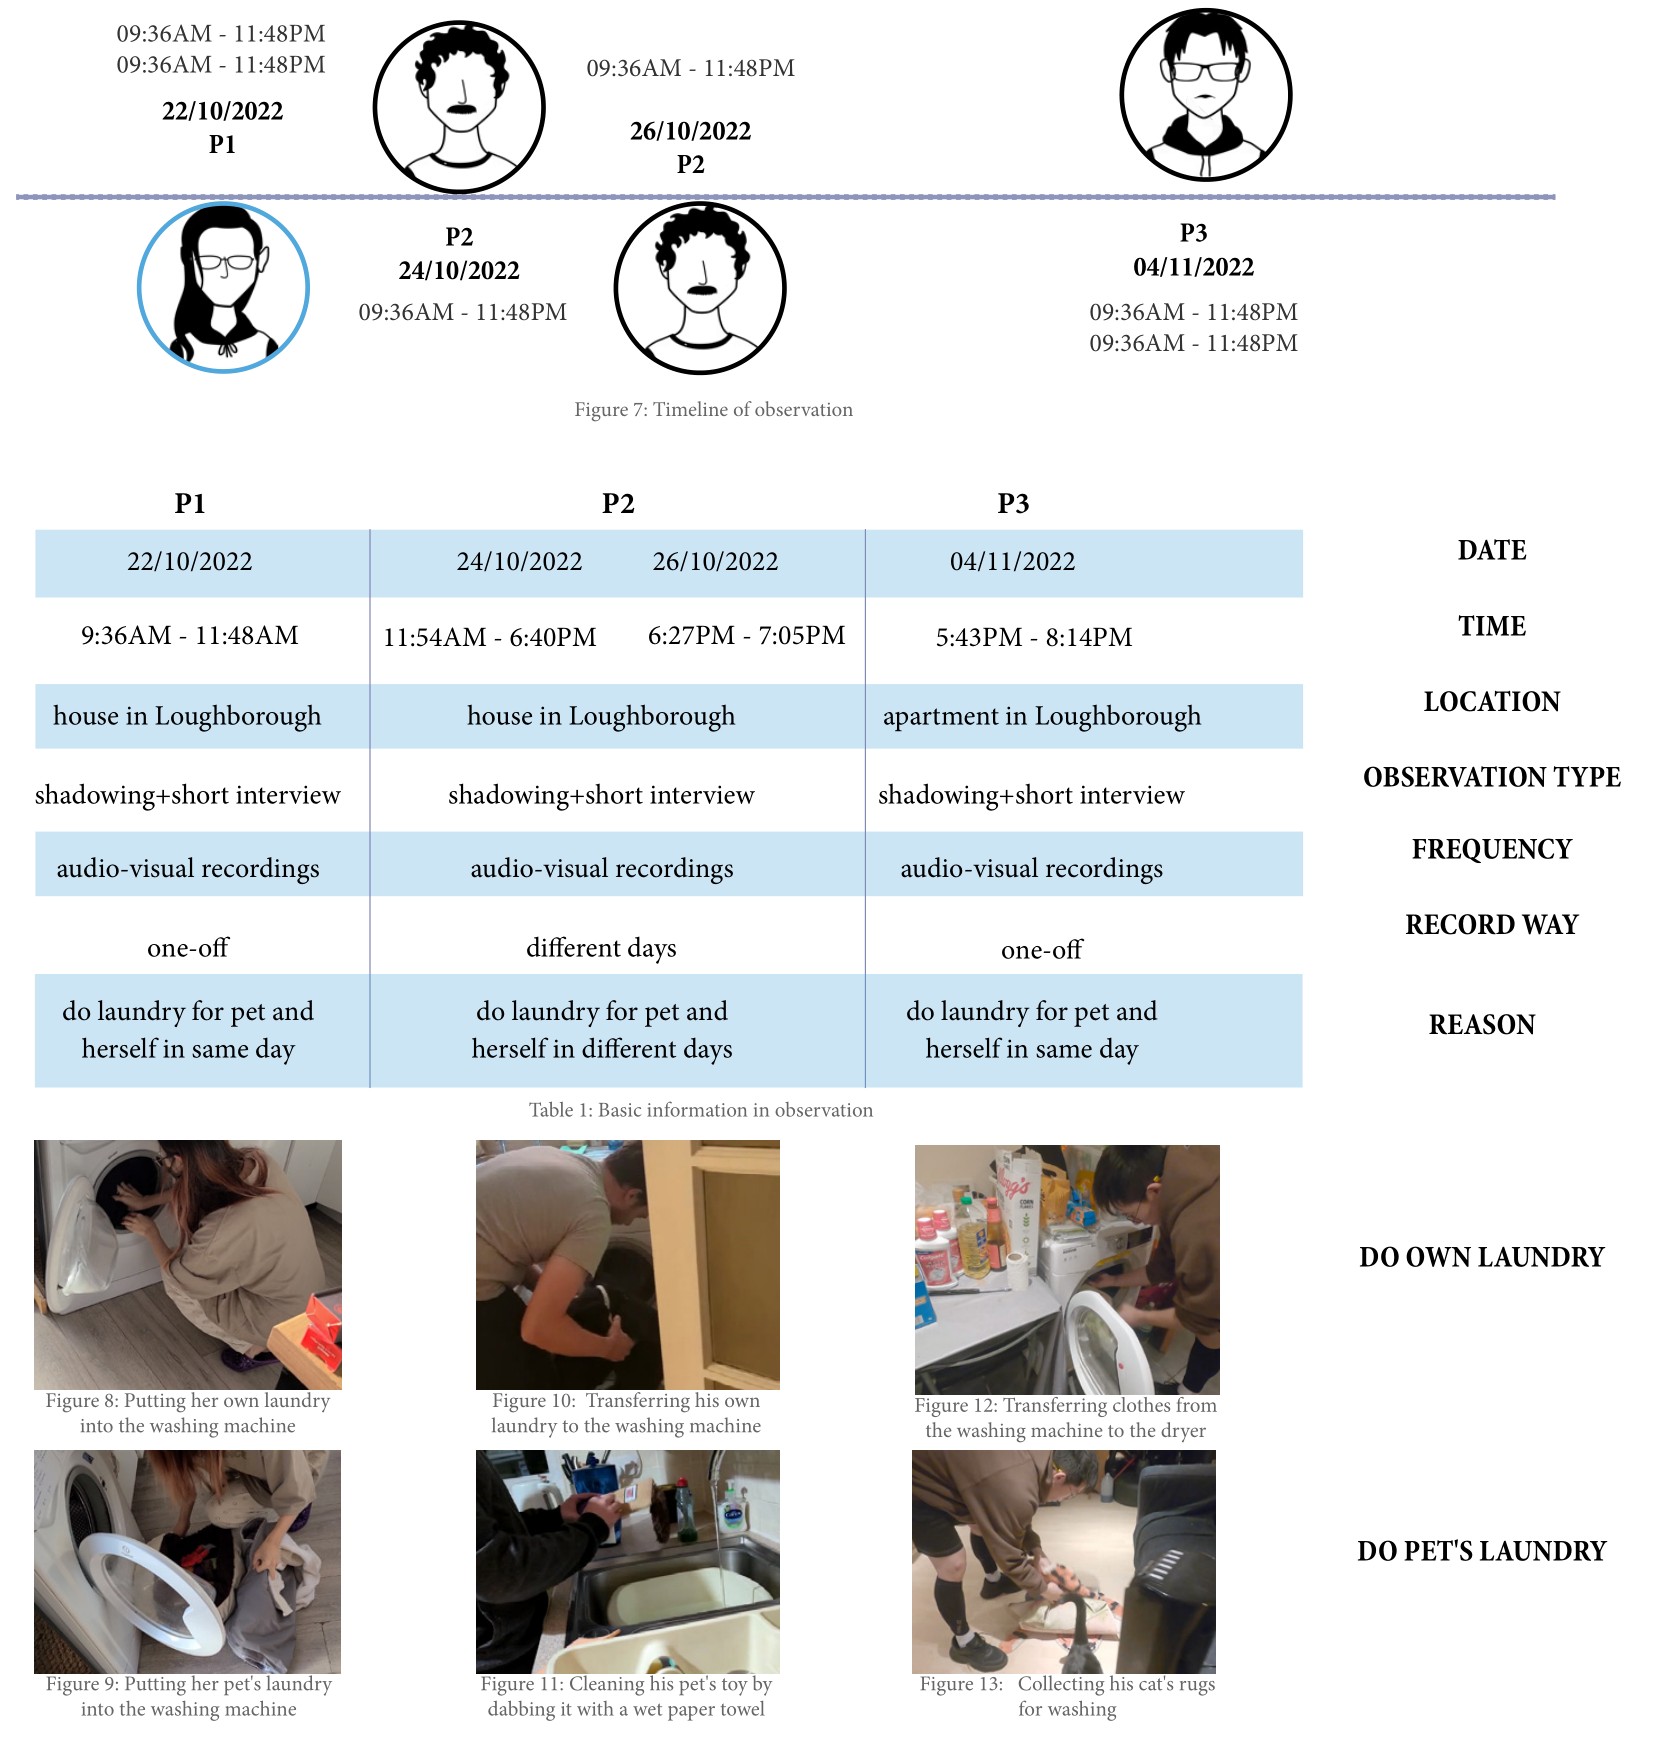 09:36AM - 11:48PM
09:36AM - 11:48PM
22/10/2022
P1
09:36AM - 11:48PM
26/10/2022
P2
P2
24/10/2022
09:36AM - 11:48PM
P3
04/11/2022
09:36AM - 11:48PM
09:36AM - 11:48PM
Figure 7: Timeline of observation
P1 P2 P3
22/10/2022 24/10/2022 26/10/2022 04/11/2022 DATE
9:36AM - 11:48AM 11:54AM - 6:40PM 6:27PM - 7:05PM 5:43PM - 8:14PM TIME
house in Loughborough house in Loughborough apartment in Loughborough LOCATION
shadowing+short interview shadowing+short interview shadowing+short interview OBSERVATION TYPE
audio-visual recordings audio-visual recordings audio-visual recordings FREQUENCY
one-off different days one-off RECORD WAY
do laundry for pet and do laundry for pet and do laundry for pet and REASON
herself in same day herself in different days herself in same day
Table 1: Basic information in observation
Kellogg's
CORN
DO OWN LAUNDRY
Figure 8: Putting her own laundry
into the washing machine
Figure 10: Transferring his own
laundry to the washing machine
Figure 12: Transferring clothes from
the washing machine to the dryer
DO PET'S LAUNDRY
Figure 9: Putting her pet's laundry
into the washing machine
Figure 11: Cleaning his pet's toy by
dabbing it with a wet paper towel
Figure 13: Collecting his cat's rugs
for washing